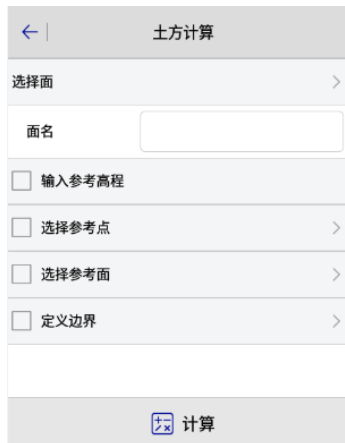 土方计算
选择面
面名
输入参考高程
选择参考点
选择参考面
定义边界
计算